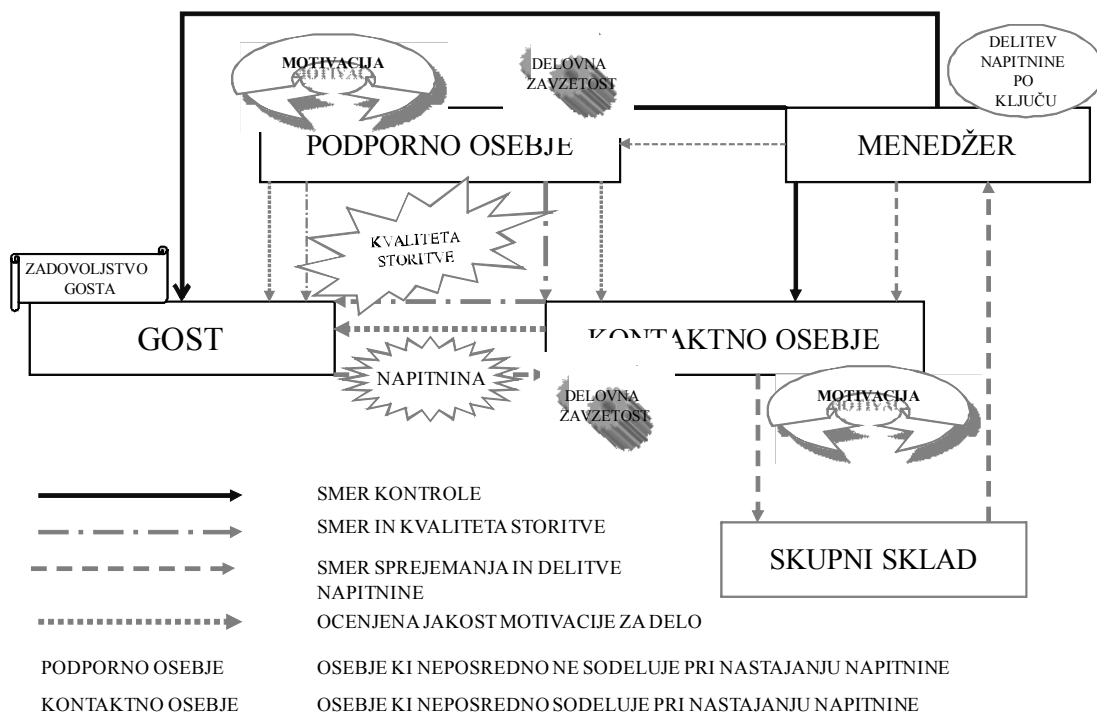 DELITEV
NAPITNINE
PO
KLJUČU
MOTIVACIJA
DELOVNA
ZAVZETOST
PODPORNO OSEBJE
MENEDŽER
KVALITETA
STORITVE
ZADOVOLJSTVO
GOSTA
GOST
KONTAKTNO OSEBJE
NAPITNINA
DELOVNA
ZAVZETOST
MOTIVACIJA
SKUPNI SKLAD
SMER KONTROLE
SMER IN KVALITETA STORITVE
SMER SPREJEMANJA IN DELITVE
NAPITNINE
OCENJENA JAKOST MOTIVACIJE ZA DELO
PODPORNO OSEBJE OSEBJE KI NEPOSREDNO NE SODELUJE PRI NASTAJANJU NAPITNINE
KONTAKTNO OSEBJE OSEBJE KI NEPOSREDNO SODELUJE PRI NASTAJANJU NAPITNINE